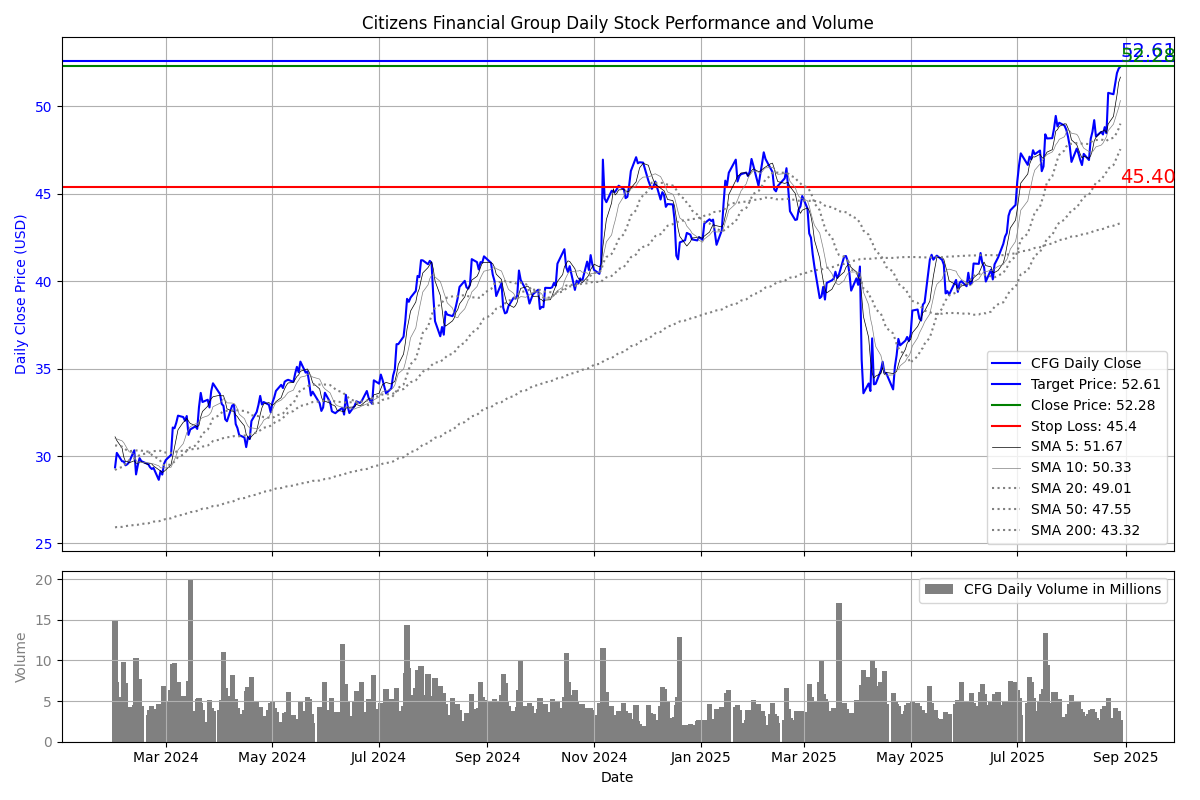 Citizens Financial Group Daily Stock Performance and Volume
52.61
52.28
50
45.40
45
40
35
30
25
Daily Close Price (USD)
CFG Daily Close
Target Price: 52.61
Close Price: 52.28
Stop Loss: 45.4
SMA 5: 51.67
SMA 10: 50.33
SMA 20: 49.01
SMA 50: 47.55
SMA 200: 43.32
20
15
10
5
0
Volume
CFG Daily Volume in Millions
Mar 2024 May 2024 Jul 2024 Sep 2024 Nov 2024 Jan 2025 Mar 2025 May 2025 Jul 2025 Sep 2025
Date